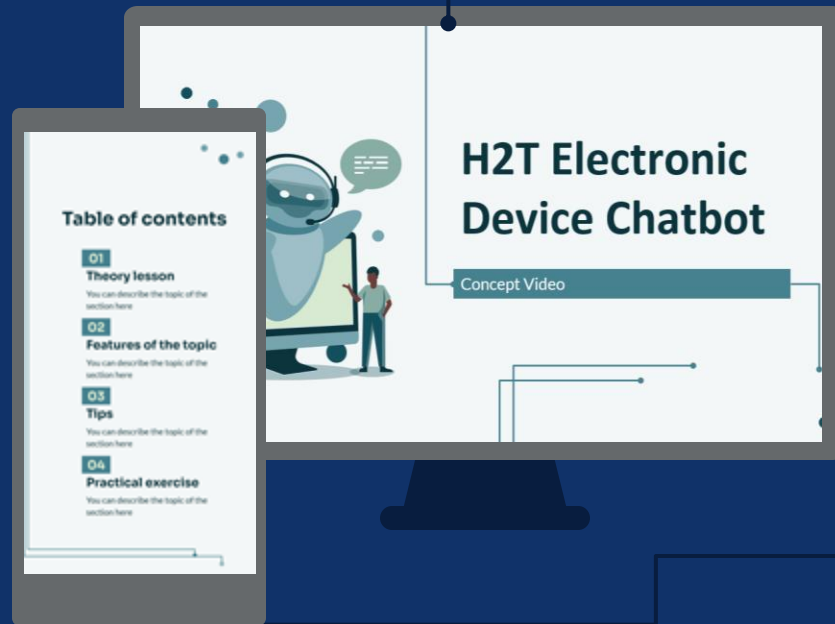 H2T Electronic
Device Chatbot
Concept Video
Table of contents
01
Theory lesson
You can describe the topic of the
section here
02
Features of the topic
You can describe the topic of the
section here
03
Tips
You can describe the topic of the
section here
04
Practical exercise
You can describe the topic of the
section here